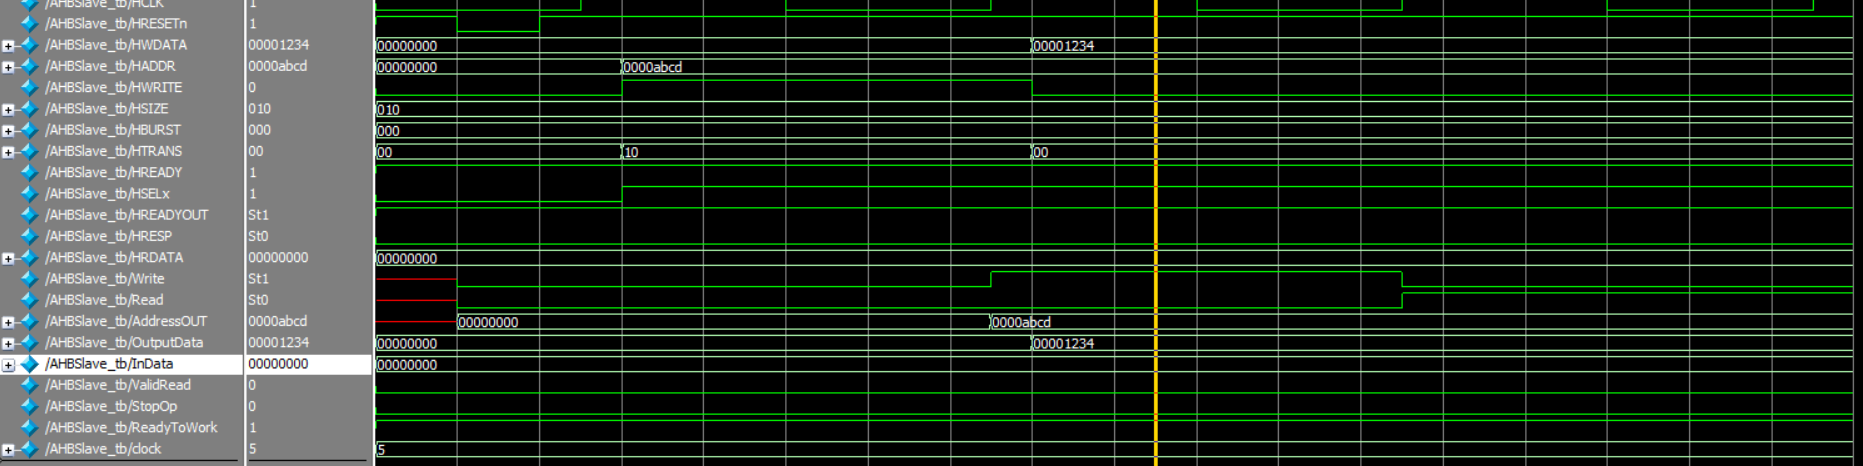 /AHBSlave_tb/HCLK 1
/AHBSlave_tb/HRESETn 1
/AHBSlave_tb/HWDATA 00001234 00000000 00001234
/AHBSlave_tb/HADDR 0000abcd 00000000 0000abcd
/AHBSlave_tb/HWRITE 0
/AHBSlave_tb/HSIZE 010 010
/AHBSlave_tb/HBURST 000 000
/AHBSlave_tb/HTRANS 00 00 10 00
/AHBSlave_tb/HREADY 1
/AHBSlave_tb/HSELx 1
/AHBSlave_tb/HREADYOUT St1
/AHBSlave_tb/HRESP St0
/AHBSlave_tb/HRDATA 00000000 00000000
/AHBSlave_tb/Write St1
/AHBSlave_tb/Read St0
/AHBSlave_tb/AddressOUT 0000abcd 00000000 0000abcd
/AHBSlave_tb/OutputData 00001234 00000000 00001234
/AHBSlave_tb/InData 00000000 00000000
/AHBSlave_tb/ValidRead 0
/AHBSlave_tb/StopOp 0
/AHBSlave_tb/ReadyToWork 1
/AHBSlave_tb/clock 5 5